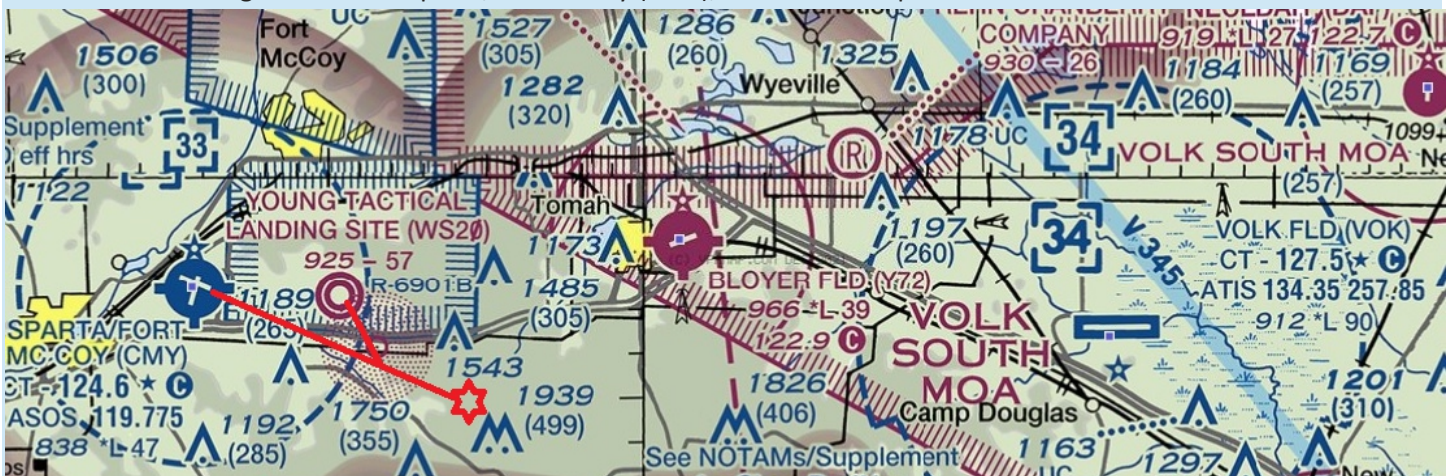 UC
Fort
McCoy
1506
(300)
1527
(305)
1282
(320)
1286
(260)
1325
Wyeville
COMPANY
930 - 26
919 *L 27 122.7 C
1184
(260)
1169
(257)
Supplement
eff hrs
33
1178 UC
34
1099
VOLK SOUTH MOA
(257)
1122
YOUNG TACTICAL
LANDING SITE (WS20)
925 - 57
R-6901B
Tomah
1173
1485
(305)
R
1197
(260)
34
V 345
VOLK FLD (VOK)
CT - 127.5 ★ C
ATIS 134.35 257.85
912 *L 90
BLOYER FLD (Y72)
966 *L 39
122.9 C
VOLK
SOUTH
MOA
1189
SPARTA/FORT
MC COY (CMY)
CT - 124.6 ★ C
ASOS 119.775
838 *L 47
1543
1939
(499)
1750
(355)
1192
(285)
1826
(406)
Camp Douglas
1201
(310)
See NOTAMs/Supplement
1163
UC
1297